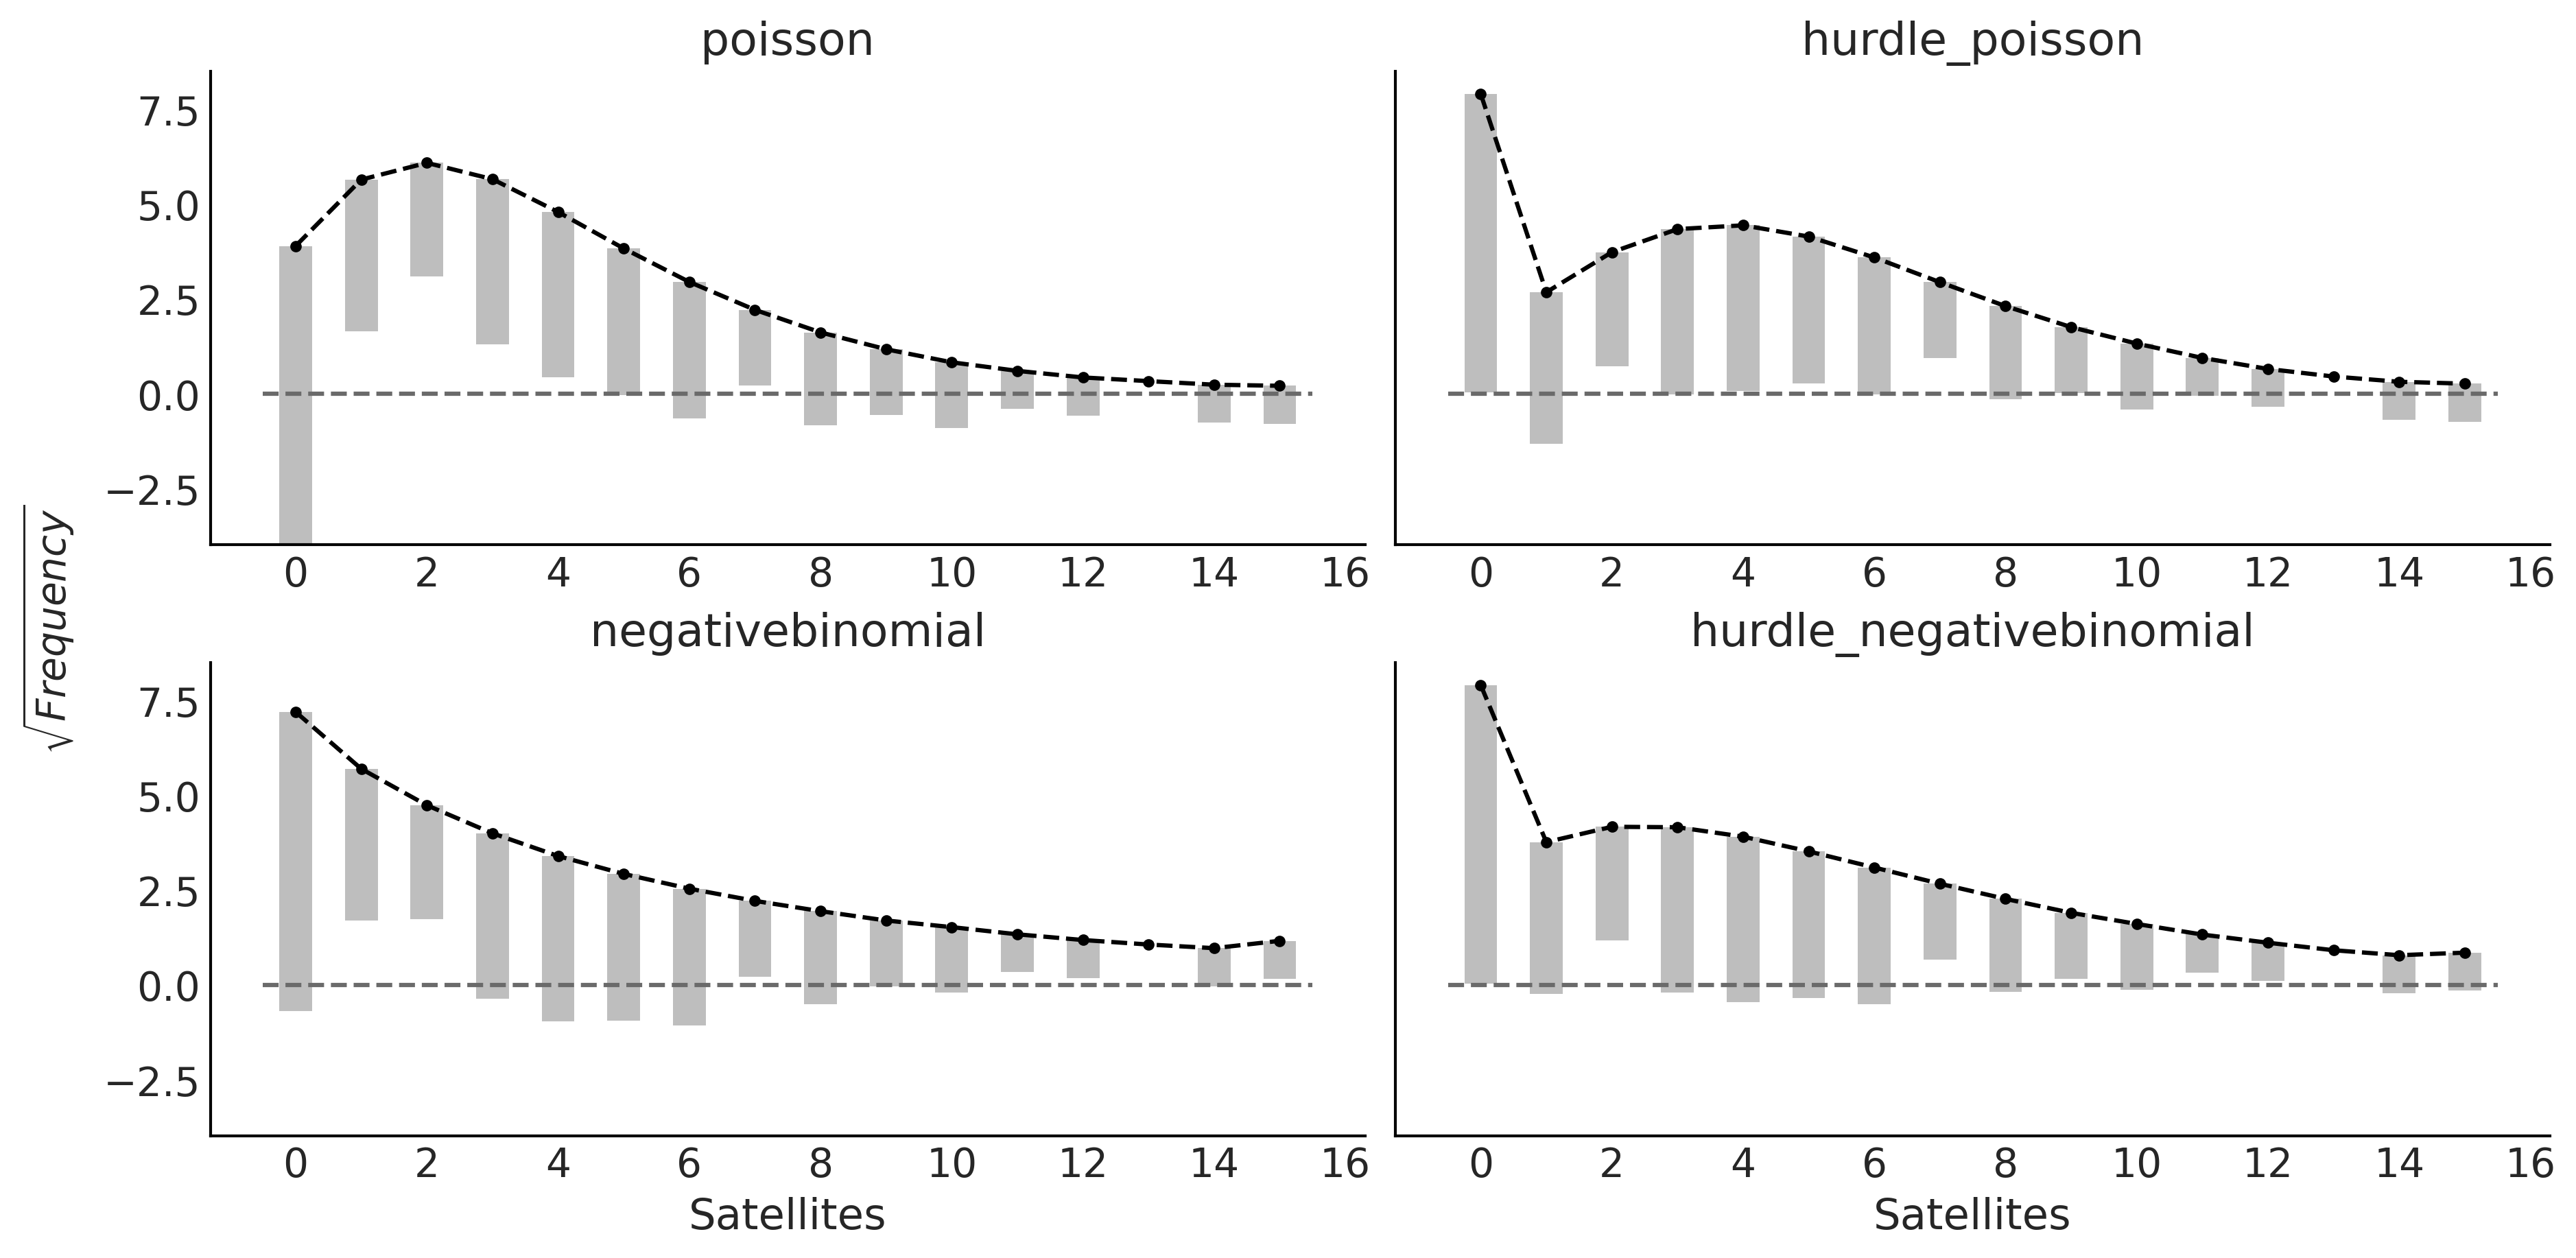 poisson
hurdle_poisson
7.5
5.0
2.5
0.0
−2.5
0 2 4 6 8 10 12 14 16
0 2 4 6 8 10 12 14 16
√Frequency
negativebinomial
hurdle_negativebinomial
7.5
5.0
2.5
0.0
−2.5
0 2 4 6 8 10 12 14 16
0 2 4 6 8 10 12 14 16
Satellites
Satellites